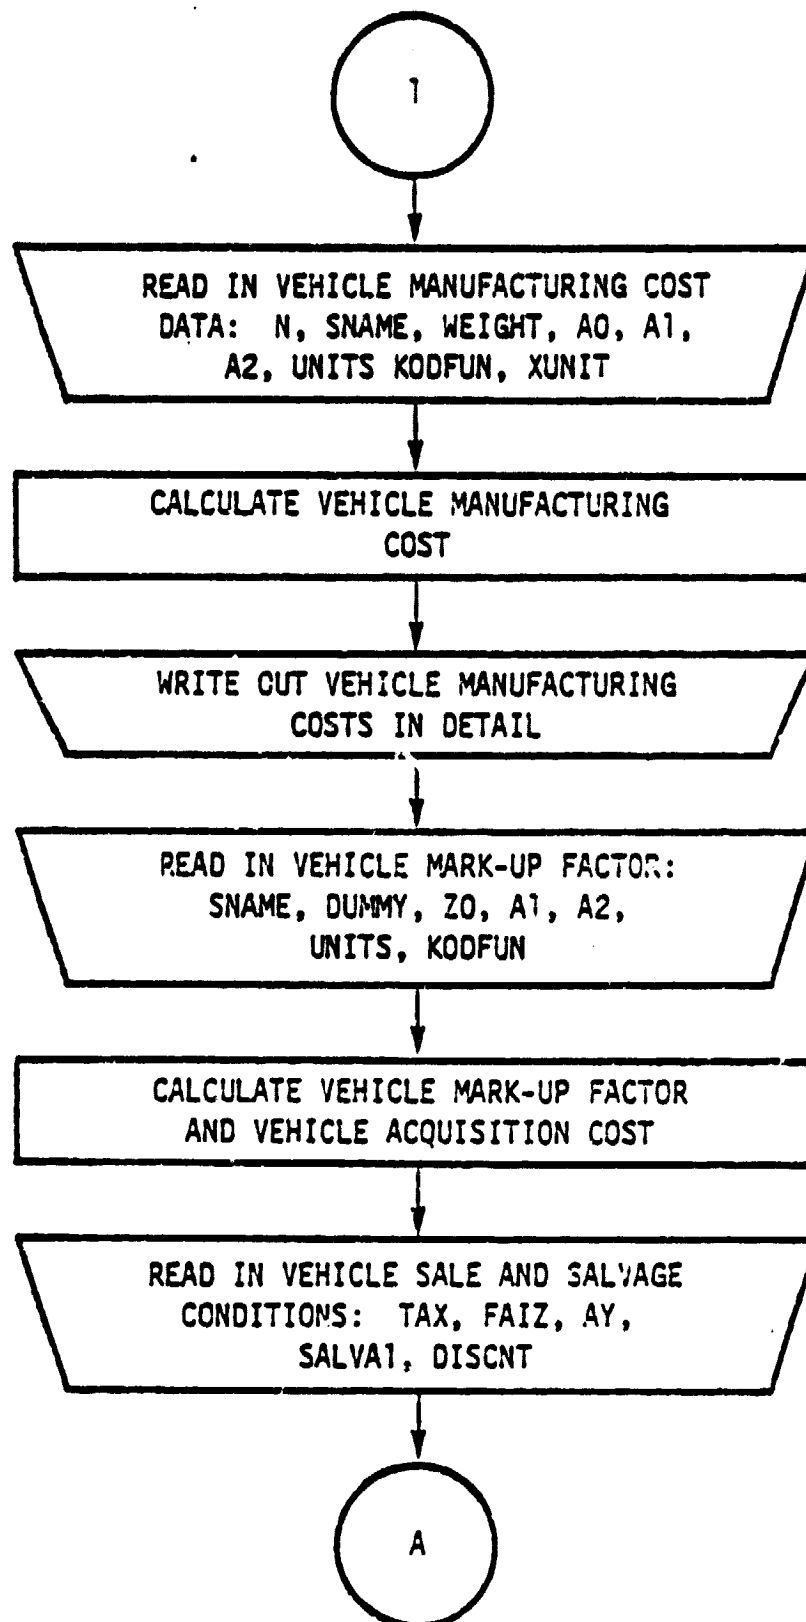 1
READ IN VEHICLE MANUFACTURING COST
DATA: N, SNAME, WEIGHT, A0, A1,
A2, UNITS KODFUN, XUNIT
CALCULATE VEHICLE MANUFACTURING
COST
WRITE OUT VEHICLE MANUFACTURING
COSTS IN DETAIL
READ IN VEHICLE MARK-UP FACTOR:
SNAME, DUMMY, Z0, A1, A2,
UNITS, KODFUN
CALCULATE VEHICLE MARK-UP FACTOR
AND VEHICLE ACQUISITION COST
READ IN VEHICLE SALE AND SALVAGE
CONDITIONS: TAX, FAIZ, AY,
SALVA1, DISCNT
A